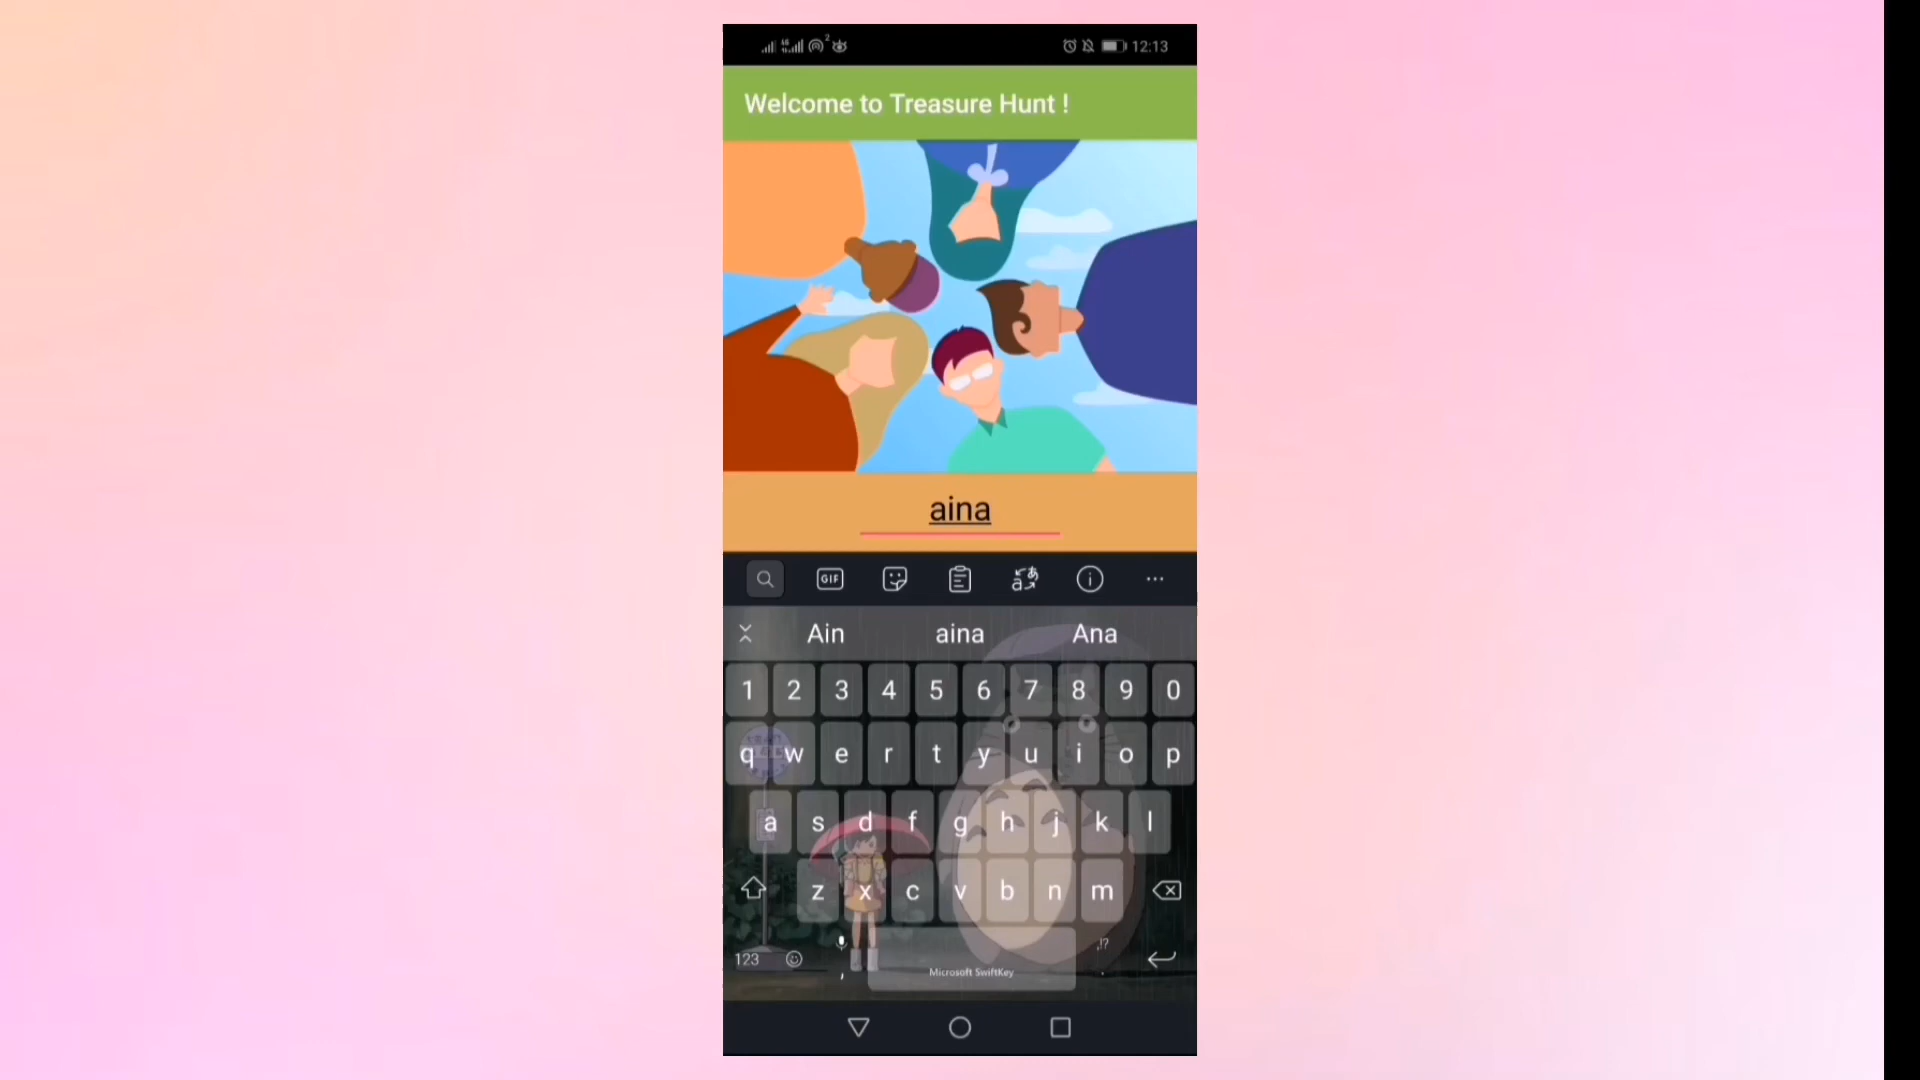 12:13
Welcome to Treasure Hunt !
aina
GIF
Ain aina Ana
1 2 3 4 5 6 7 8 9 0
q w e r t y u i o p
a s d f g h j k l
z x c v b n m
,!?
123 , Microsoft SwiftKey .